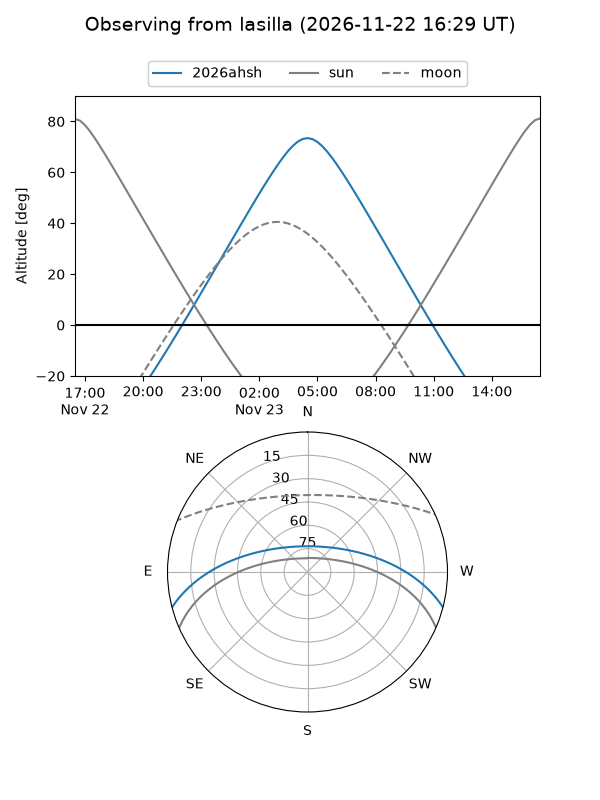 Observing from lasilla (2026-11-22 16:29 UT)
2026ahsh sun moon
Altitude [deg]
80
60
40
20
0
−20
17:00 20:00 23:00 02:00 05:00 08:00 11:00 14:00
Nov 22 Nov 23
N
NE NW
15
30
45
60
75
E W
SE SW
S